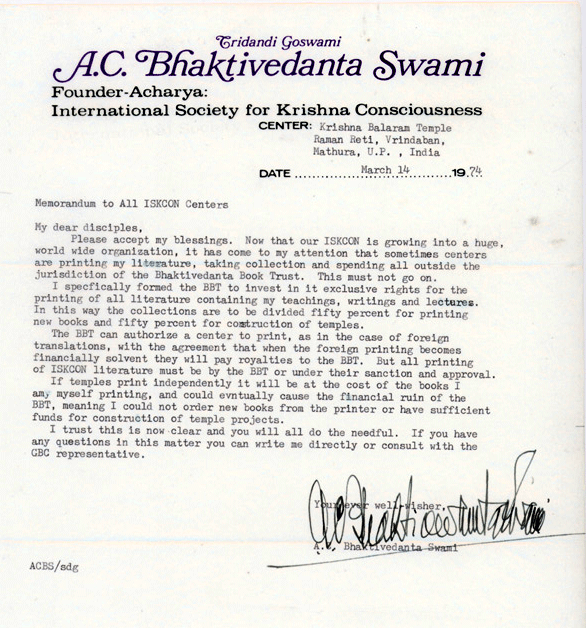 Tridandi Goswami
A.C. Bhaktivedanta Swami
Founder-Acharya:
International Society for Krishna Consciousness
CENTER: Krishna Balaram Temple
Raman Reti, Vrindaban,
Mathura, U.P. , India
DATE ...............March 14..........19.74
Memorandum to All ISKCON Centers
My dear disciples,
Please accept my blessings. Now that our ISKCON is growing into a huge,
world wide organization, it has come to my attention that sometimes centers
are printing my literature, taking collection and spending all outside the
jurisdiction of the Bhaktivedanta Book Trust. This must not go on.
I specfically formed the BBT to invest in it exclusive rights for the
printing of all literature containing my teachings, writings and lectures.
In this way the collections are to be divided fifty percent for printing
new books and fifty percent for construction of temples.
The BBT can authorize a center to print, as in the case of foreign
translations, with the agreement that when the foreign printing becomes
financially solvent they will pay royalties to the BBT. But all printing
of ISKCON literature must be by the BBT or under their sanction and approval.
If temples print independently it will be at the cost of the books I
am myself printing, and could evntually cause the financial ruin of the
BBT, meaning I could not order new books from the printer or have sufficient
funds for construction of temple projects.
I trust this is now clear and you will all do the needful. If you have
any questions in this matter you can write me directly or consult with the
GBC representative.
Your ever well-wisher,
A.C. Bhaktivedanta Swami
A.C. Bhaktivedanta Swami
ACBS/sdg